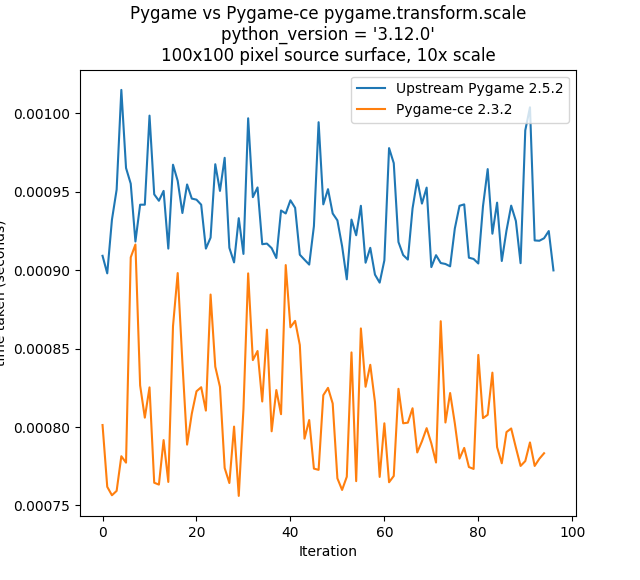 Pygame vs Pygame-ce pygame.transform.scale
python_version = '3.12.0'
100x100 pixel source surface, 10x scale
Upstream Pygame 2.5.2
Pygame-ce 2.3.2
0.00100
0.00095
0.00090
0.00085
0.00080
0.00075
time taken (seconds)
0 20 40 60 80 100
Iteration